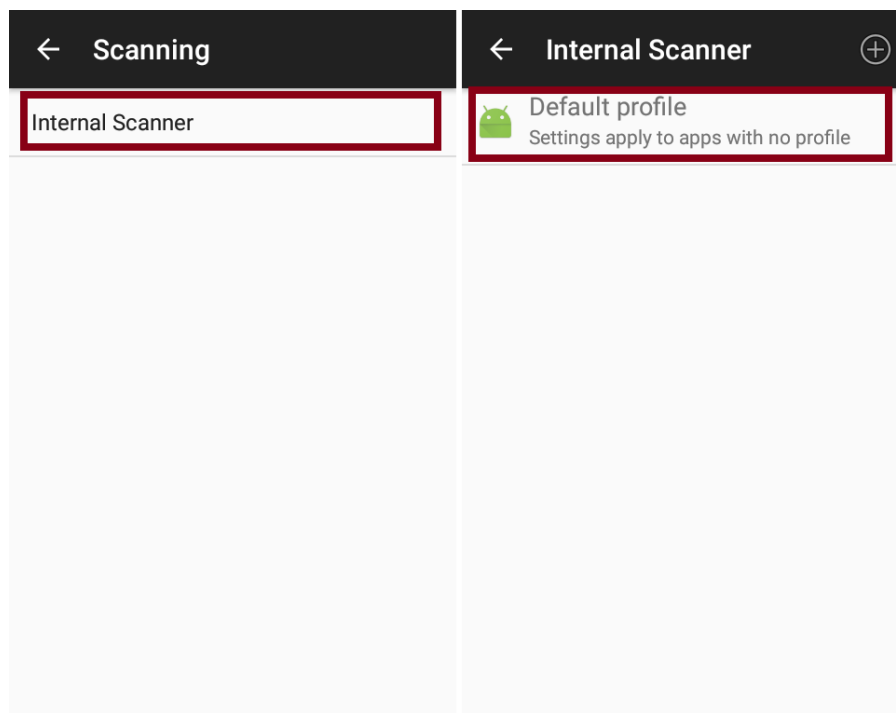 Scanning
Internal Scanner
Internal Scanner
Default profile
Settings apply to apps with no profile